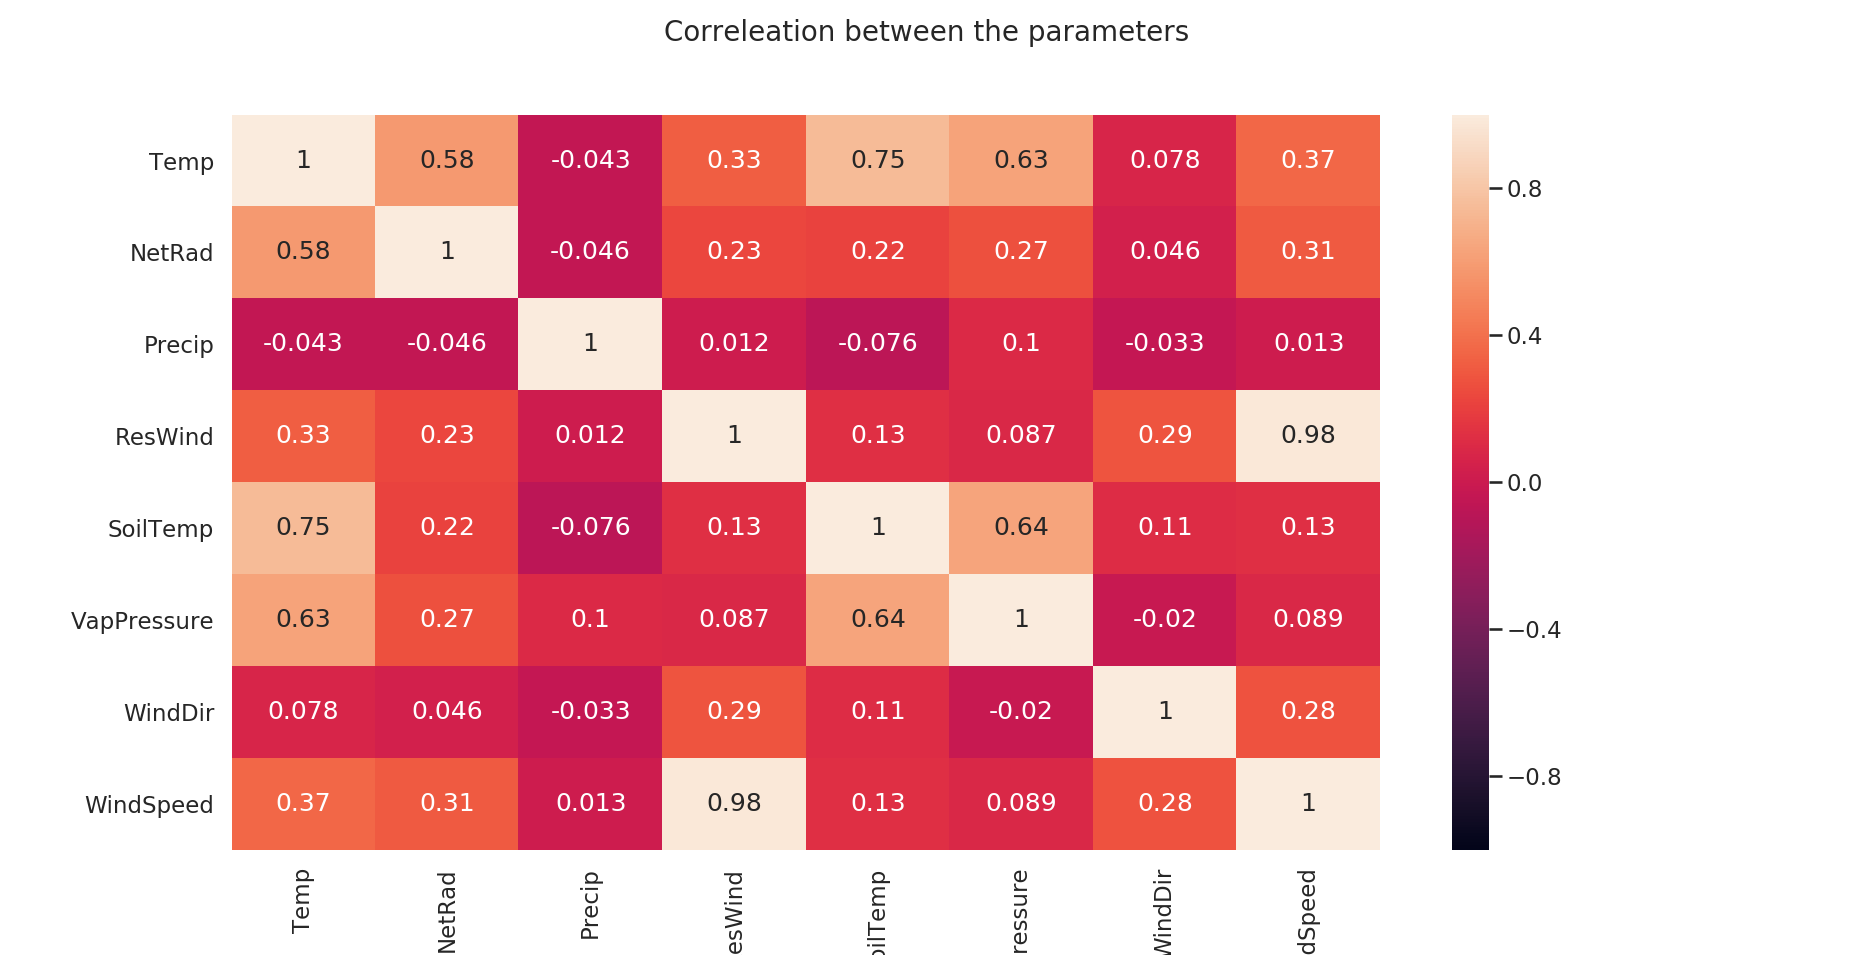 Correleation between the parameters
Temp 1 0.58 -0.043 0.33 0.75 0.63 0.078 0.37
NetRad 0.58 1 -0.046 0.23 0.22 0.27 0.046 0.31
Precip -0.043 -0.046 1 0.012 -0.076 0.1 -0.033 0.013
ResWind 0.33 0.23 0.012 1 0.13 0.087 0.29 0.98
SoilTemp 0.75 0.22 -0.076 0.13 1 0.64 0.11 0.13
VapPressure 0.63 0.27 0.1 0.087 0.64 1 -0.02 0.089
WindDir 0.078 0.046 -0.033 0.29 0.11 -0.02 1 0.28
WindSpeed 0.37 0.31 0.013 0.98 0.13 0.089 0.28 1
Temp NetRad Precip esWind oilTemp ressure WindDir dSpeed
0.8
0.4
0.0
−0.4
−0.8